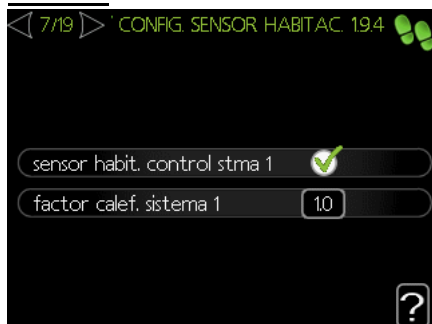 7/19 CONFIG. SENSOR HABITAC. 1.9.4
sensor habit. control stma 1
factor calef. sistema 1 1.0
?